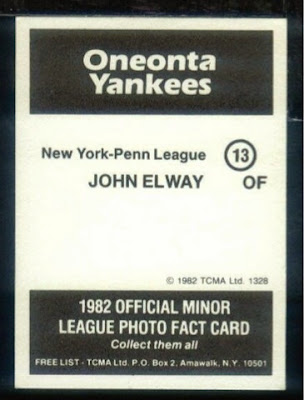 Oneonta
Yankees
New York-Penn League 13
JOHN ELWAY OF
© 1982 TCMA Ltd. 1328
1982 OFFICIAL MINOR
LEAGUE PHOTO FACT CARD
Collect them all
FREE LIST - TCMA Ltd. P.O. Box 2, Amawalk, N.Y. 10501